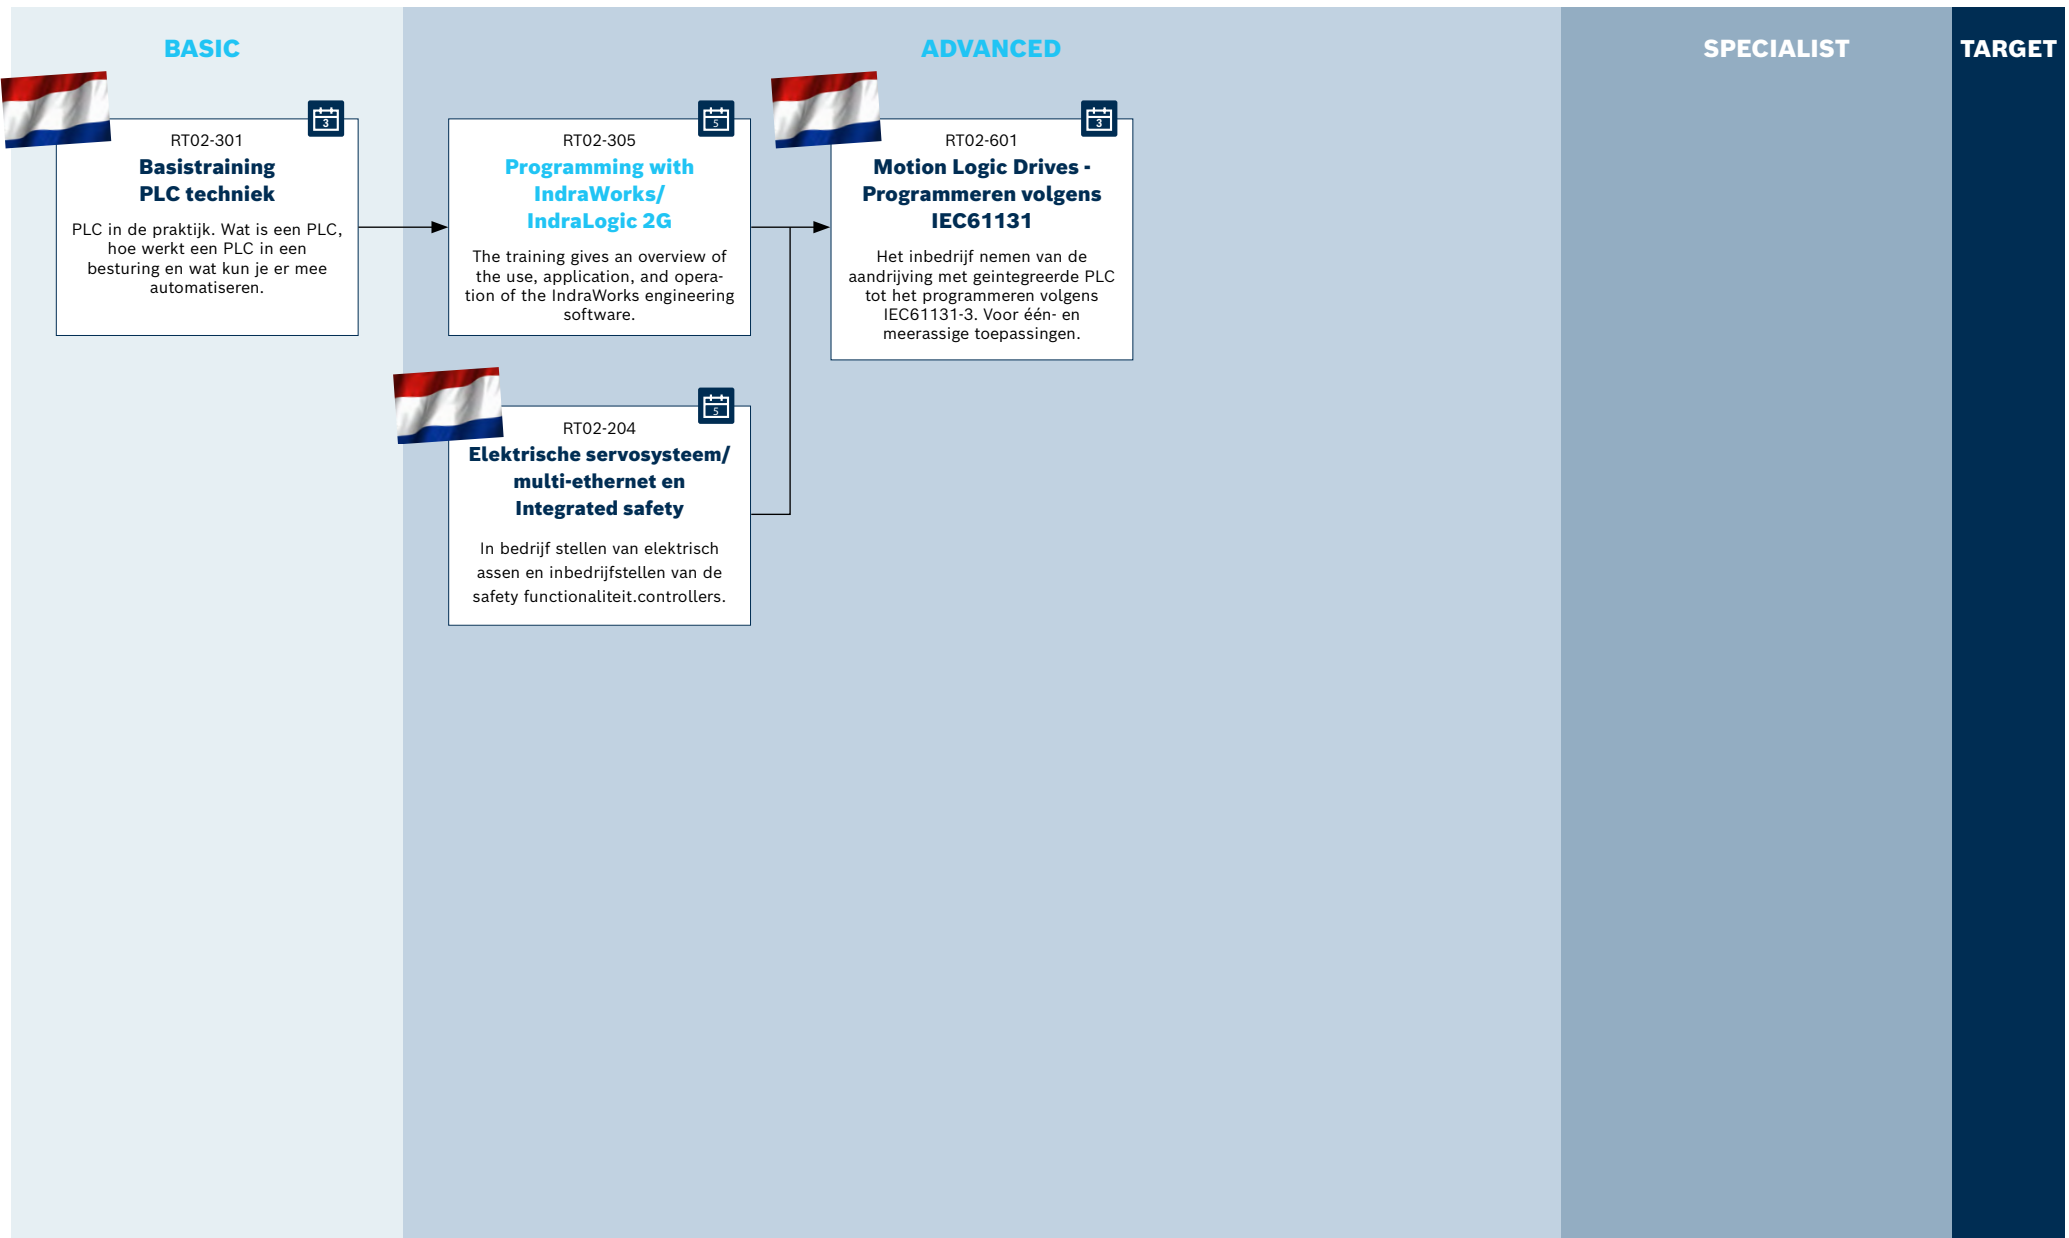 BASIC
ADVANCED
SPECIALIST
TARGET
3
RT02-301
Basistraining
PLC techniek
PLC in de praktijk. Wat is een PLC,
hoe werkt een PLC in een
besturing en wat kun je er mee
automatiseren.
5
RT02-305
Programming with
IndraWorks/
IndraLogic 2G
The training gives an overview of
the use, application, and opera-
tion of the IndraWorks engineering
software.
3
RT02-601
Motion Logic Drives -
Programmeren volgens
IEC61131
Het inbedrijf nemen van de
aandrijving met geintegreerde PLC
tot het programmeren volgens
IEC61131-3. Voor één- en
meerassige toepassingen.
5
RT02-204
Elektrische servosysteem/
multi-ethernet en
Integrated safety
In bedrijf stellen van elektrisch
assen en inbedrijfstellen van de
safety functionaliteit.controllers.